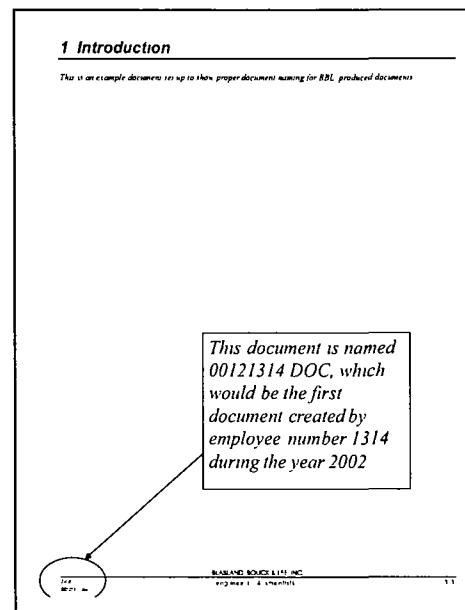 1 Introduction
This is an example document set up to show proper document naming for BBL produced documents
This document is named
00121314 DOC, which
would be the first
document created by
employee number 1314
during the year 2002
BLASLAND BOUCK & LEE INC
engineers & scientists
1 1